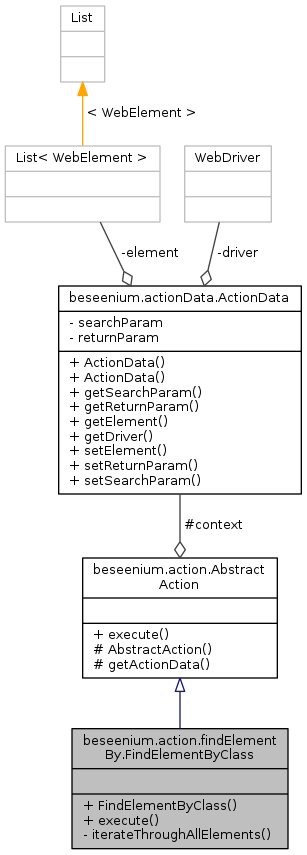 List
< WebElement >
List< WebElement >
WebDriver
-element
-driver
beseenium.actionData.ActionData
- searchParam
- returnParam
+ ActionData()
+ ActionData()
+ getSearchParam()
+ getReturnParam()
+ getElement()
+ getDriver()
+ setElement()
+ setReturnParam()
+ setSearchParam()
#context
beseenium.action.Abstract
Action
+ execute()
# AbstractAction()
# getActionData()
beseenium.action.findElement
By.FindElementByClass
+ FindElementByClass()
+ execute()
- iterateThroughAllElements()